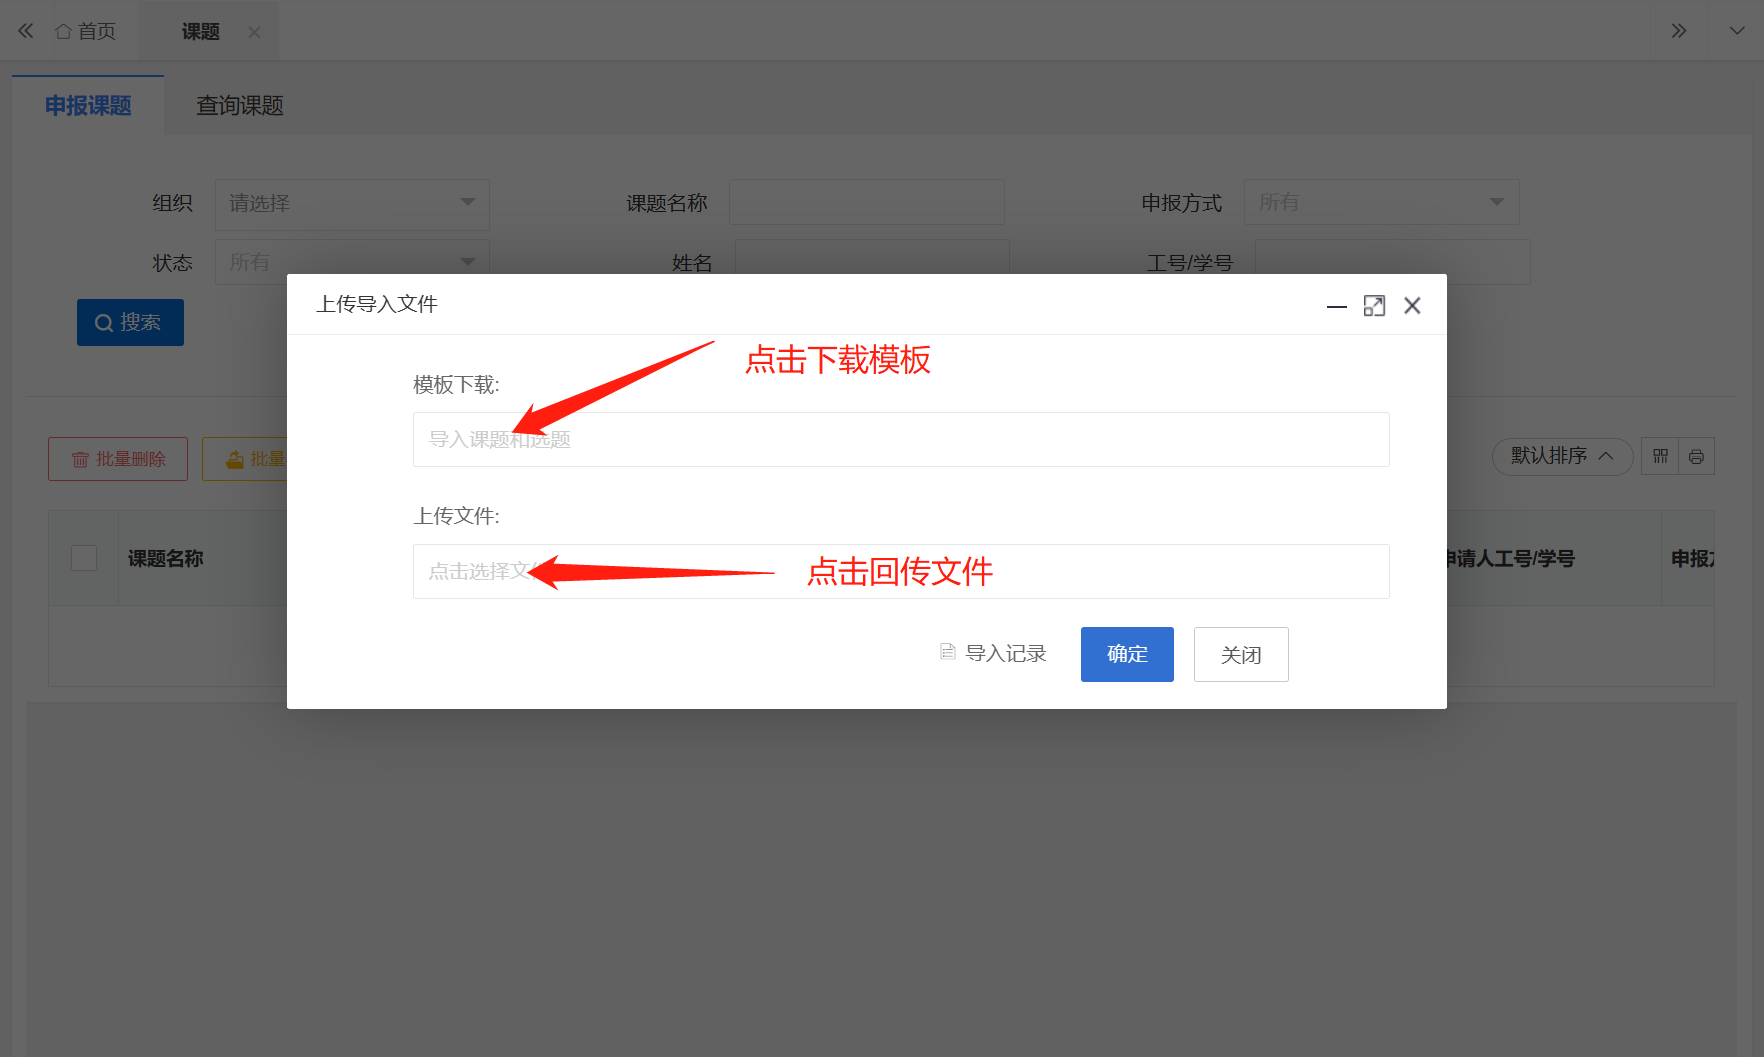 首页
课题
申报课题
查询课题
组织
请选择
课题名称
申报方式
所有
状态
所有
姓名
工号/学号
搜索
上传导入文件
点击下载模板
模板下载:
导入课题和选题
批量删除
批量
默认排序
上传文件:
点击选择文
点击回传文件
课题名称
申请人工号/学号
申报
导入记录
确定
关闭